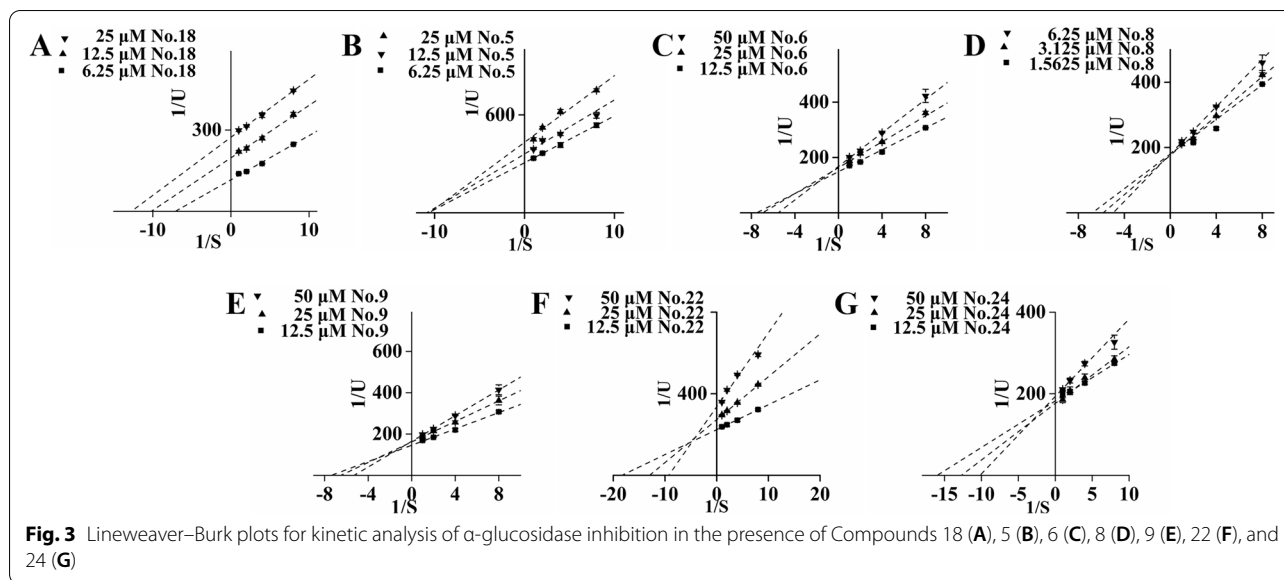 A
25 μM No.18
12.5 μM No.18
6.25 μM No.18
1/U
300
-10
0
10
1/S
B
25 μM No.5
12.5 μM No.5
6.25 μM No.5
1/U
600
-10
0
10
1/S
C
50 μM No.6
25 μM No.6
12.5 μM No.6
1/U
400
200
-8
-4
0
4
8
1/S
D
6.25 μM No.8
3.125 μM No.8
1.5625 μM No.8
1/U
400
200
-8
-4
0
4
8
1/S
E
50 μM No.9
25 μM No.9
12.5 μM No.9
1/U
600
400
200
-8
-4
0
4
8
1/S
F
50 μM No.22
25 μM No.22
12.5 μM No.22
1/U
400
-20
-10
0
10
20
1/S
G
50 μM No.24
25 μM No.24
12.5 μM No.24
1/U
400
200
-15
-10
-5
0
5
10
1/S
Fig. 3 Lineweaver–Burk plots for kinetic analysis of α-glucosidase inhibition in the presence of Compounds 18 (A), 5 (B), 6 (C), 8 (D), 9 (E), 22 (F), and
24 (G)